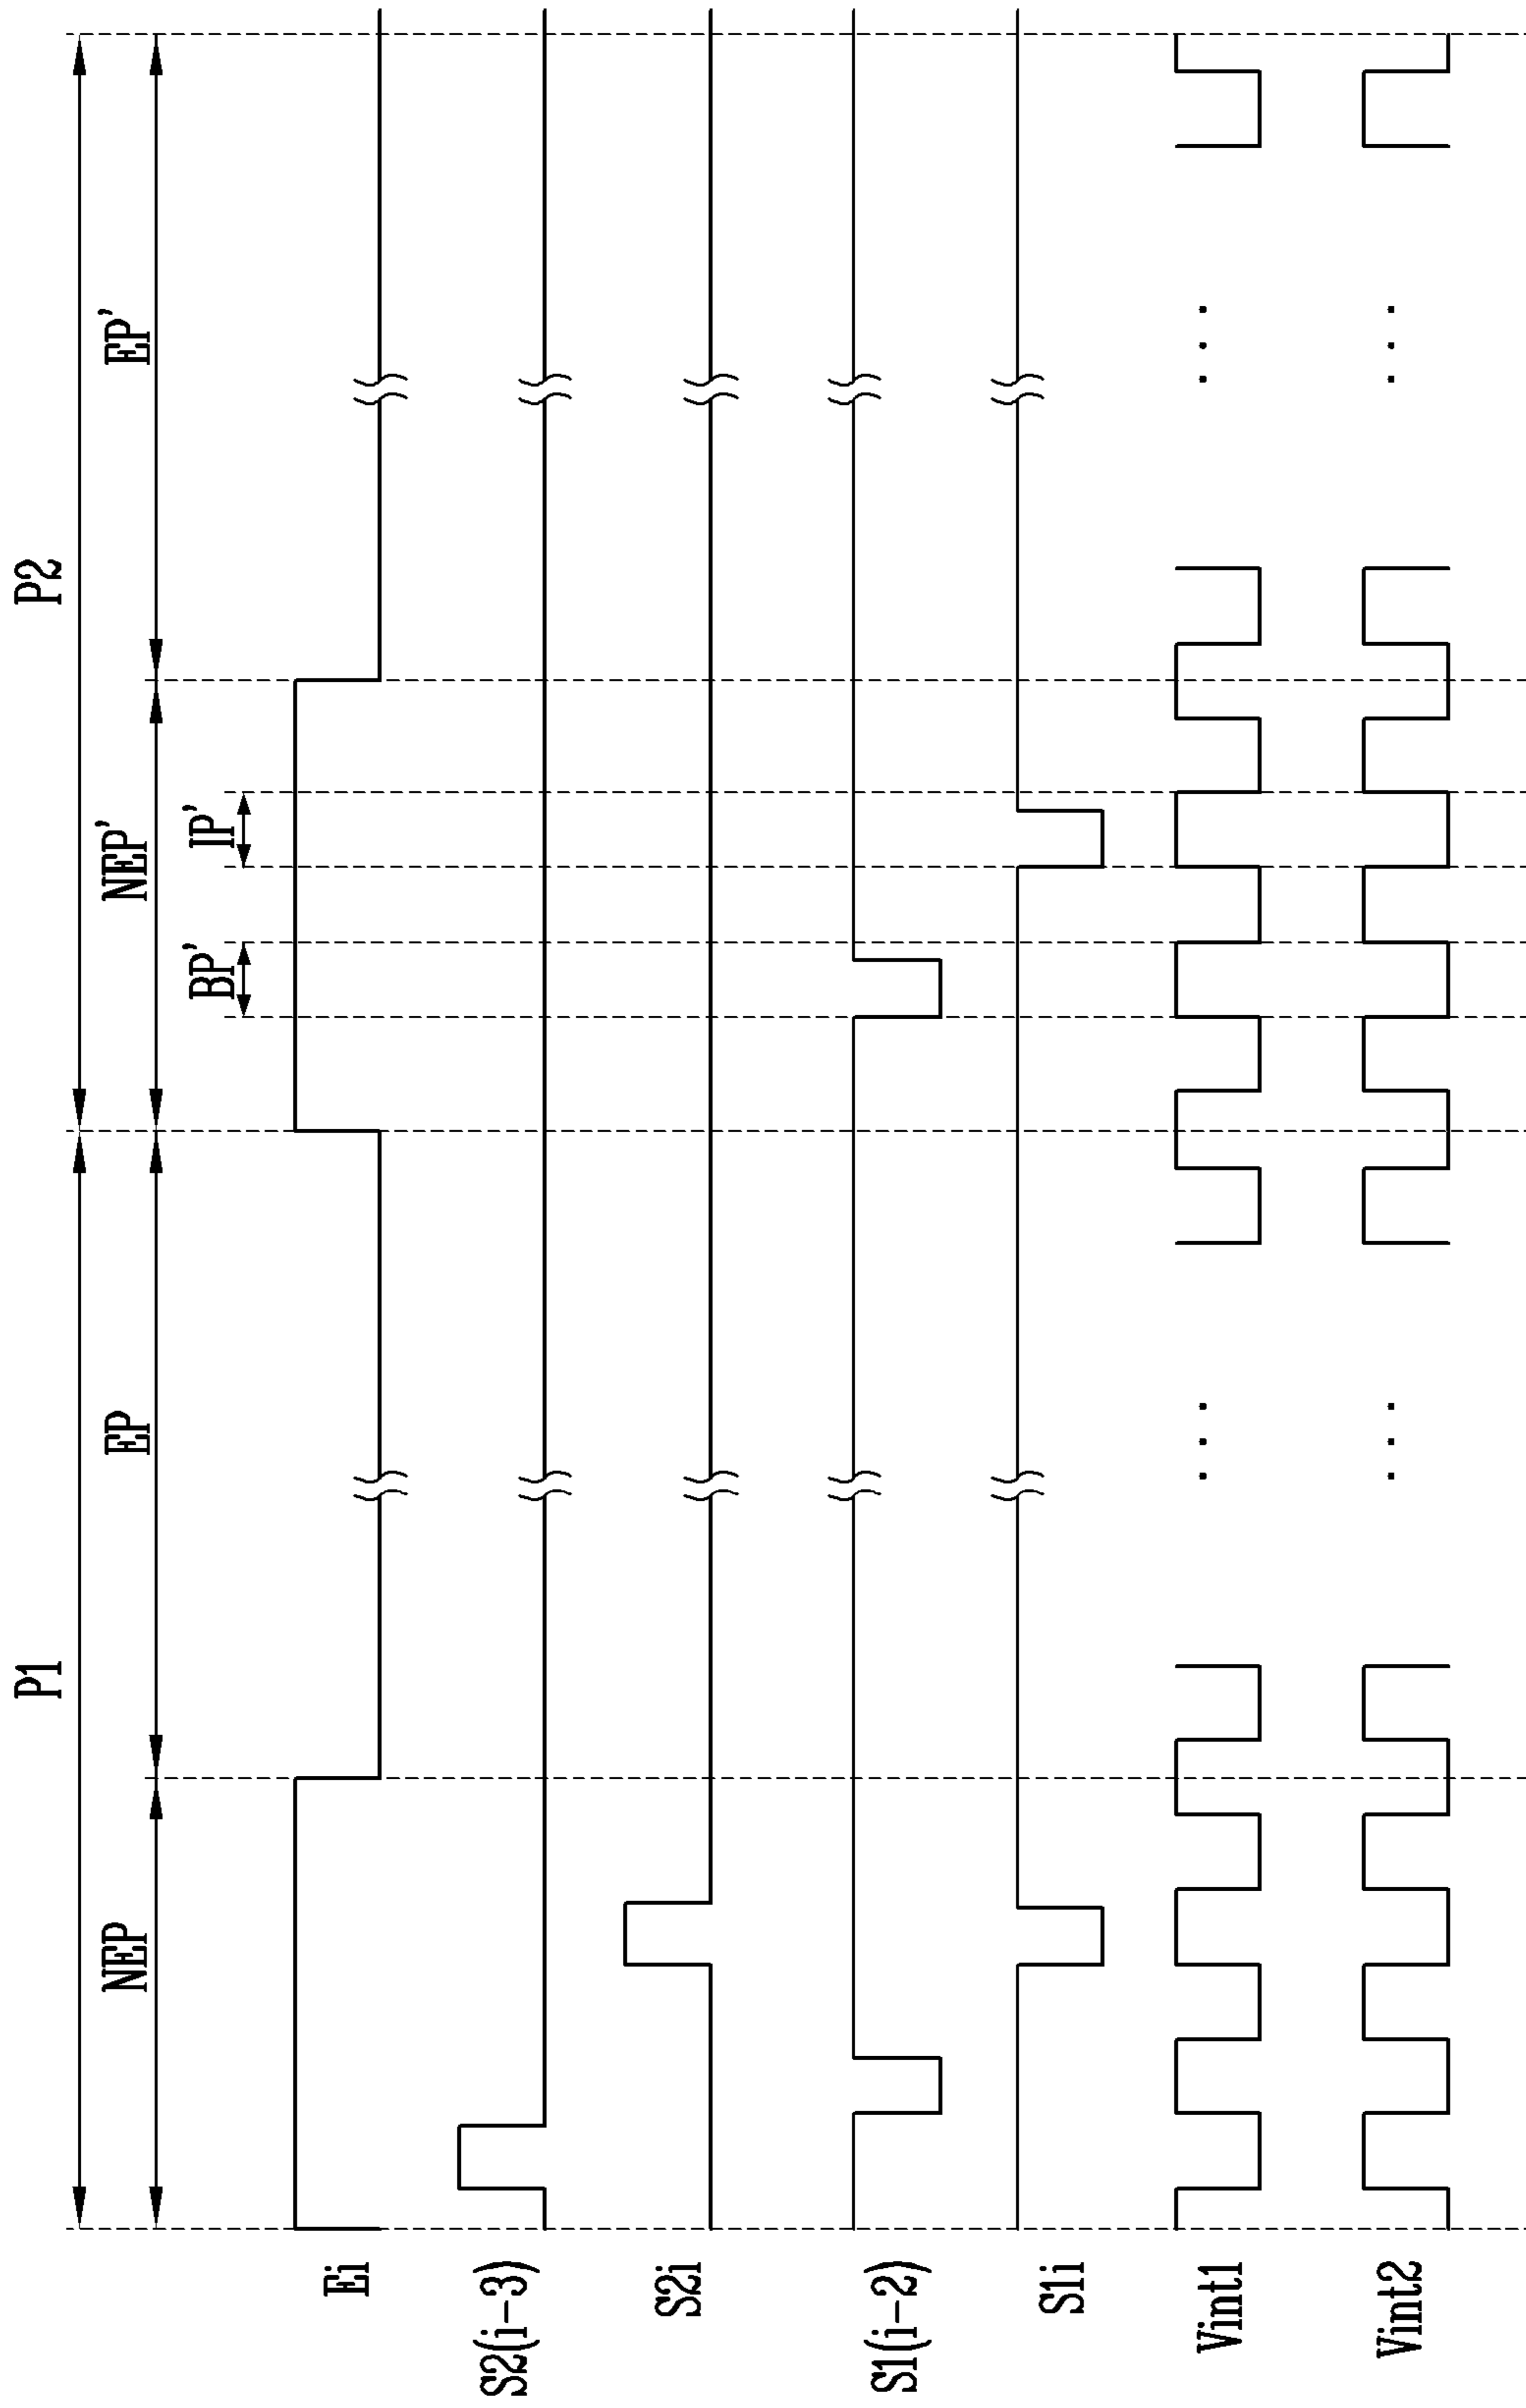 P1 P2
NEP EP NEP' EP'
BP' IP'
Ei
S2(i-3)
S2i
S1(i-2)
S1i
Vint1
Vint2